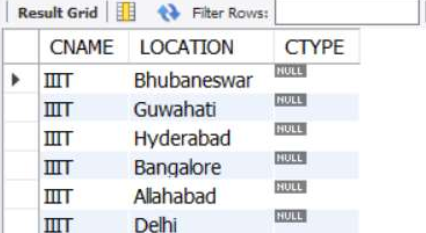 Result Grid Filter Rows:
CNAME LOCATION CTYPE
IIIT Bhubaneswar NULL
IIIT Guwahati NULL
IIIT Hyderabad NULL
IIIT Bangalore NULL
IIIT Allahabad NULL
IIIT Delhi NULL